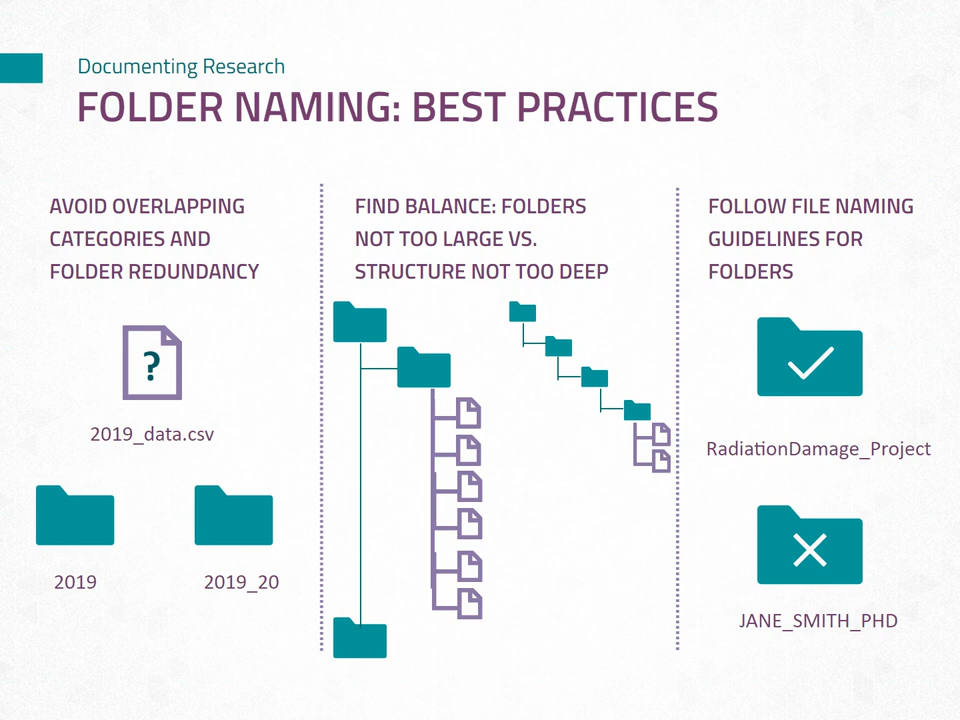 Documenting Research
FOLDER NAMING: BEST PRACTICES
AVOID OVERLAPPING
CATEGORIES AND
FOLDER REDUNDANCY
?
2019_data.csv
2019
2019_20
FIND BALANCE: FOLDERS
NOT TOO LARGE VS.
STRUCTURE NOT TOO DEEP
FOLLOW FILE NAMING
GUIDELINES FOR
FOLDERS
RadiationDamage_Project
JANE_SMITH_PHD